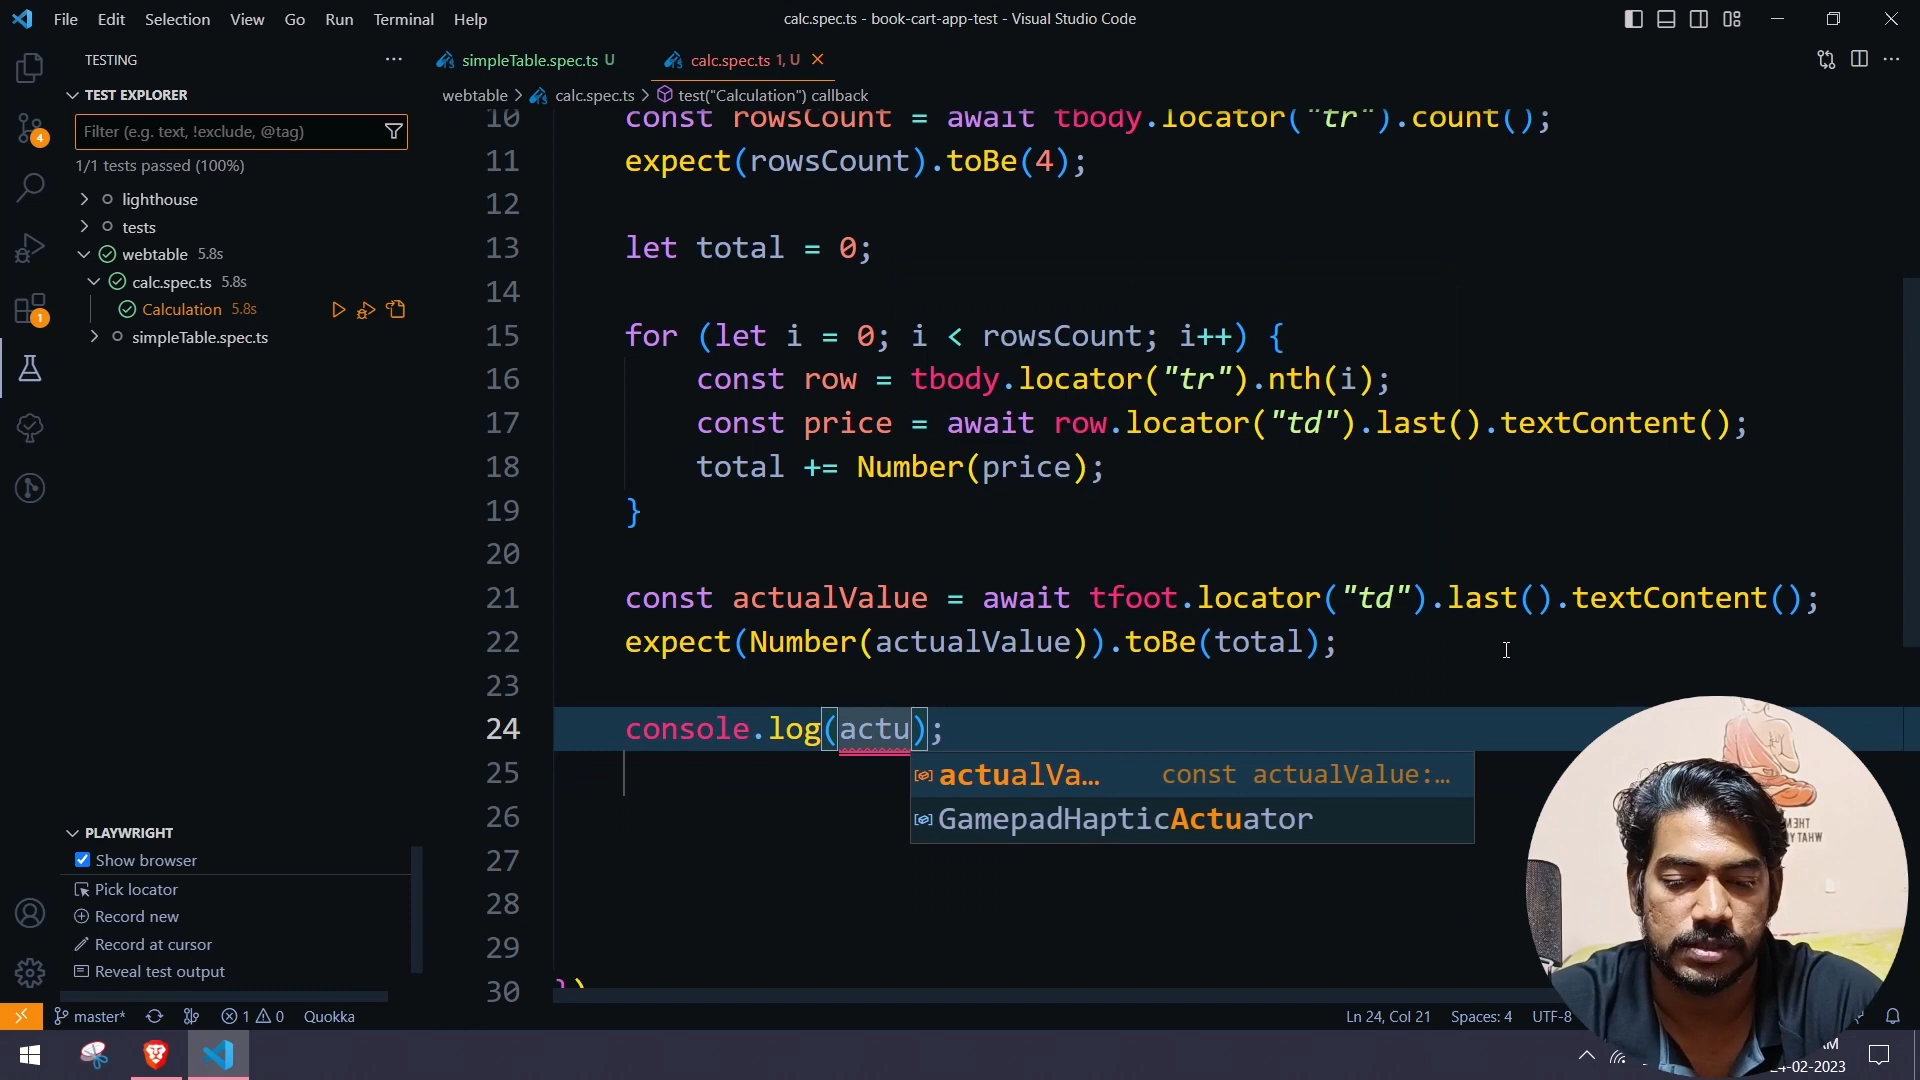 File Edit Selection View Go Run Terminal Help
calc.spec.ts - book-cart-app-test - Visual Studio Code
TESTING
simpleTable.spec.ts U
calc.spec.ts 1, U
TEST EXPLORER
webtable
calc.spec.ts
test("Calculation") callback
Filter (e.g. text, !exclude, @tag)
1/1 tests passed (100%)
lighthouse
tests
webtable 5.8s
calc.spec.ts 5.8s
Calculation 5.8s
simpleTable.spec.ts
4
1
10 const rowsCount = await tbody.locator("tr").count();
11 expect(rowsCount).toBe(4);
12
13 let total = 0;
14
15 for (let i = 0; i < rowsCount; i++) {
16 const row = tbody.locator("tr").nth(i);
17 const price = await row.locator("td").last().textContent();
18 total += Number(price);
19 }
20
21 const actualValue = await tfoot.locator("td").last().textContent();
22 expect(Number(actualValue)).toBe(total);
23
24 console.log(actu);
actualVa… const actualValue:…
GamepadHapticActuator
25
26
27
28
29
30 })
PLAYWRIGHT
Show browser
Pick locator
Record new
Record at cursor
Reveal test output
master*
1
0
Quokka
Ln 24, Col 21
Spaces: 4
UTF-8
WHAT
-02-2023